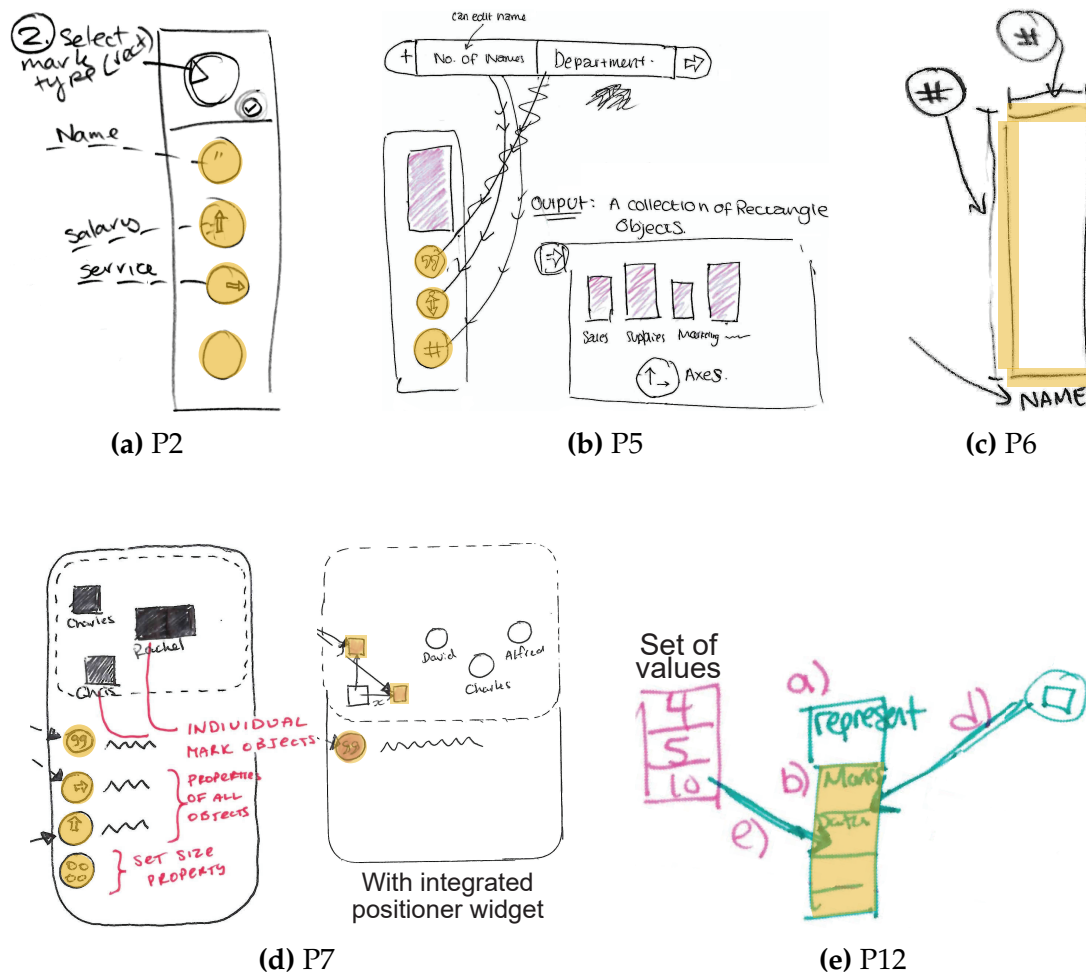 2. Select
mark
type (rect)
Name
"
salary
service
(a) P2
can edit name
+ No. of Names Department.
"
#
OUTPUT: A collection of Rectangle
Objects.
Sales Supplies Marketing
Axes.
(b) P5
#
#
NAME
(c) P6
Charles
Rachel
Chris
INDIVIDUAL
MARK OBJECTS
PROPERTIES
OF ALL
OBJECTS
SET SIZE
PROPERTY
David Alfred
Charles
x
With integrated
positioner widget
(d) P7
Set of
values
4
5
10
a)
represent
b) Marks
Data
d)
e)
(e) P12